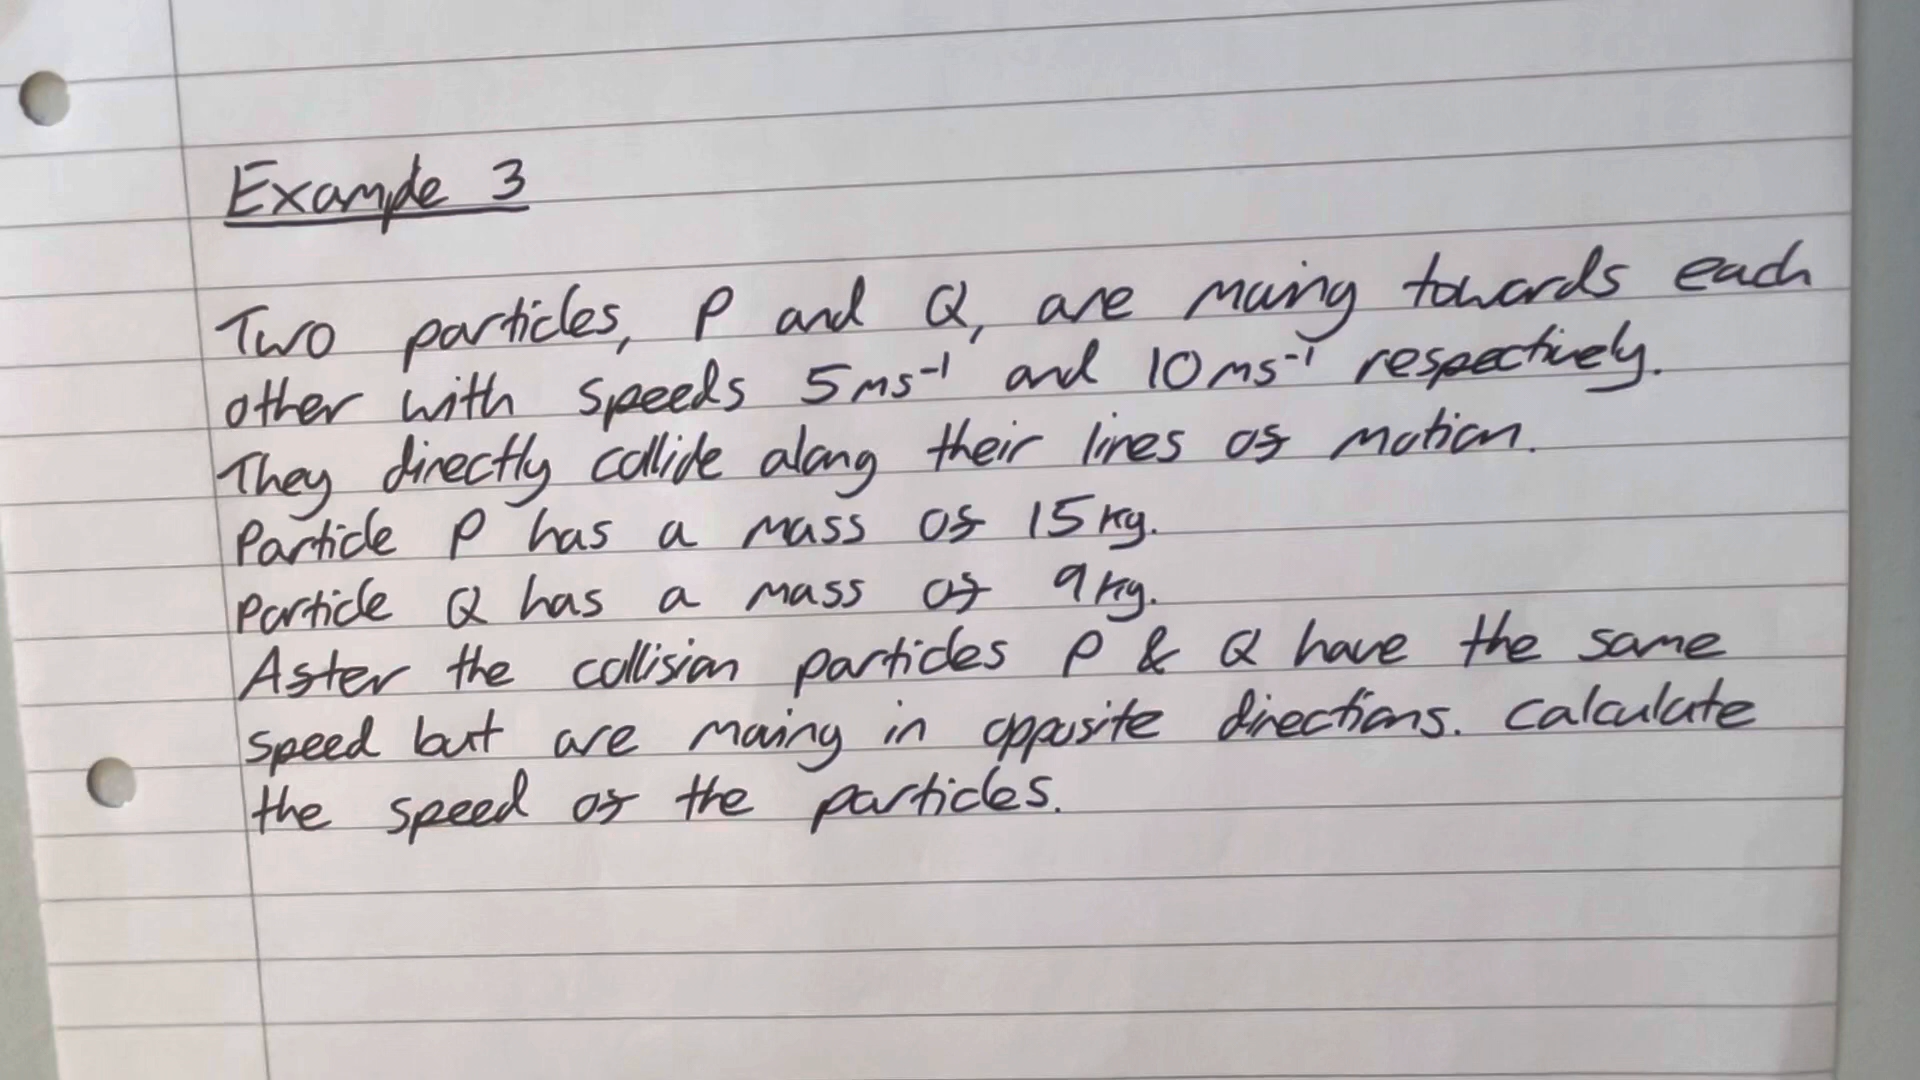 Example 3
Two particles, P and Q, are moving towards each
other with speeds 5ms⁻¹ and 10ms⁻¹ respectively.
They directly collide along their lines of motion.
Particle P has a mass of 15kg.
Particle Q has a mass of 9kg.
After the collision particles P & Q have the same
speed but are moving in opposite directions. Calculate
the speed of the particles.